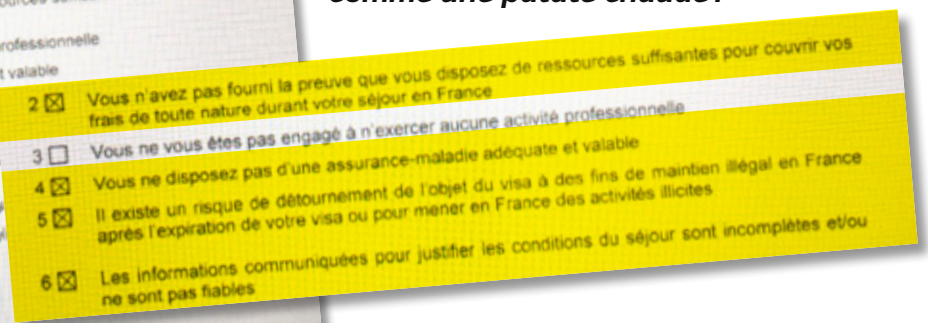 comme une patate chaude
rofessionnelle
t valable
2 ☒ Vous n'avez pas fourni la preuve que vous disposez de ressources suffisantes pour couvrir vos
frais de toute nature durant votre séjour en France
3 ☐ Vous ne vous êtes pas engagé à n'exercer aucune activité professionnelle
4 ☒ Vous ne disposez pas d'une assurance-maladie adéquate et valable
5 ☒ Il existe un risque de détournement de l'objet du visa à des fins de maintien illégal en France
après l'expiration de votre visa ou pour mener en France des activités illicites
6 ☒ Les informations communiquées pour justifier les conditions du séjour sont incomplètes et/ou
ne sont pas fiables